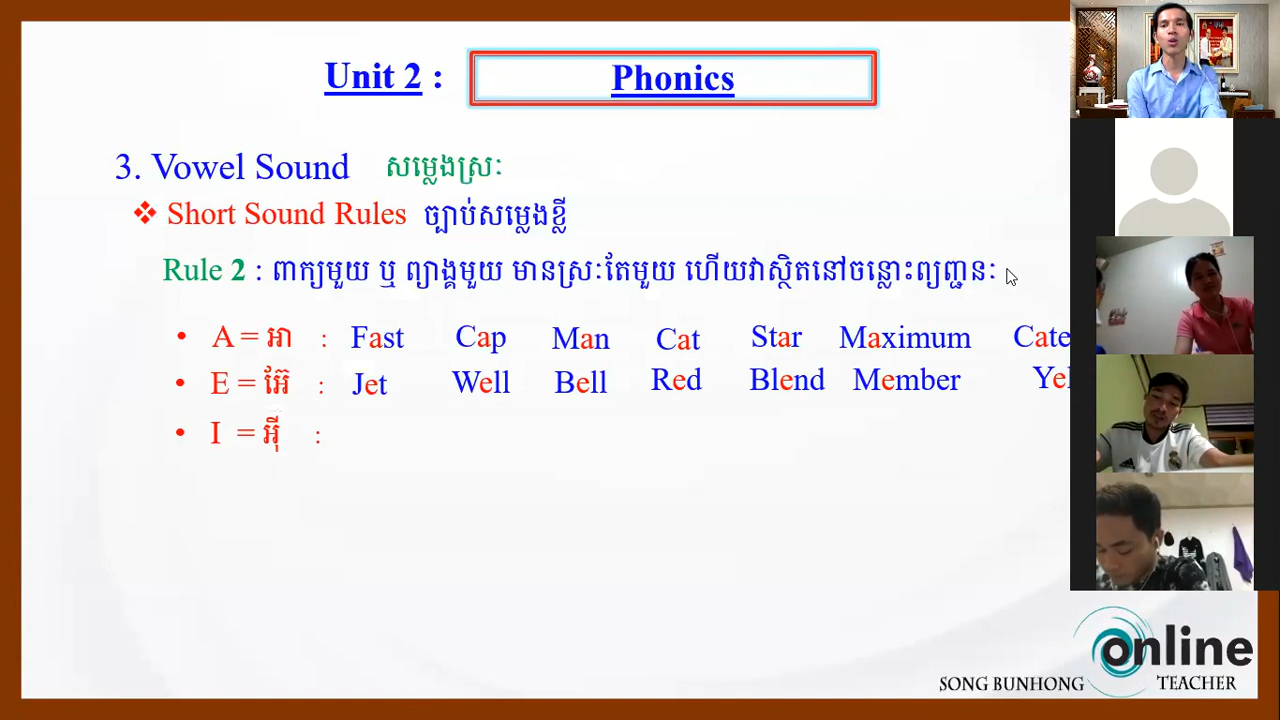 Unit 2 : Phonics
3. Vowel Sound សម្លេងស្រៈ
❖ Short Sound Rules ច្បាប់សម្លេងខ្លី
Rule 2 : ពាក្យមួយ ឬ ព្យាង្គមួយ មានស្រៈតែមួយ ហើយវាស្ថិតនៅចន្លោះព្យញ្ជនៈ
• A = អា : Fast Cap Man Cat Star Maximum Cate
• E = អ៊ែ : Jet Well Bell Red Blend Member
• I = អ៊ី :
online
SONG BUNHONG TEACHER